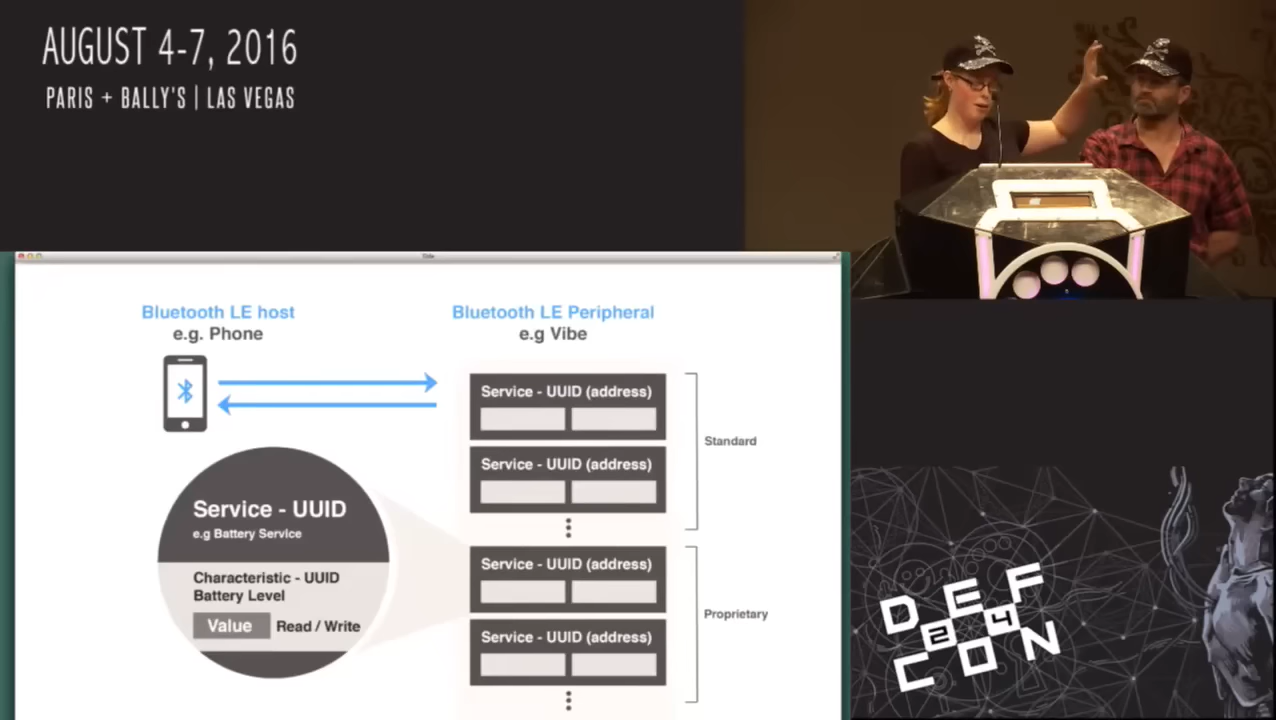 AUGUST 4-7, 2016
PARIS + BALLY'S | LAS VEGAS
Title
Bluetooth LE host
e.g. Phone
Bluetooth LE Peripheral
e.g Vibe
Service - UUID (address)
Service - UUID (address)
Standard
Service - UUID
e.g Battery Service
Characteristic - UUID
Battery Level
Value Read / Write
Service - UUID (address)
Service - UUID (address)
Proprietary
DEF
24
CON